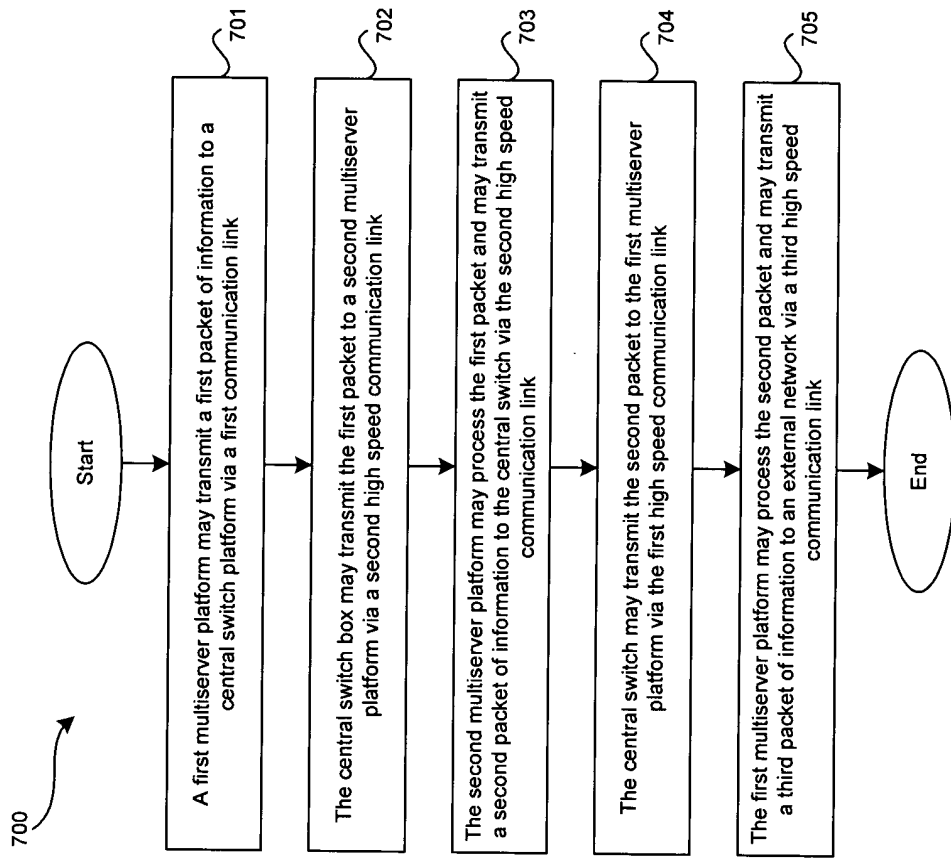 700
Start
A first multiserver platform may transmit a first packet of information to a
central switch platform via a first communication link
701
The central switch box may transmit the first packet to a second multiserver
platform via a second high speed communication link
702
The second multiserver platform may process the first packet and may transmit
a second packet of information to the central switch via the second high speed
communication link
703
The central switch may transmit the second packet to the first multiserver
platform via the first high speed communication link
704
The first multiserver platform may process the second packet and may transmit
a third packet of information to an external network via a third high speed
communication link
705
End